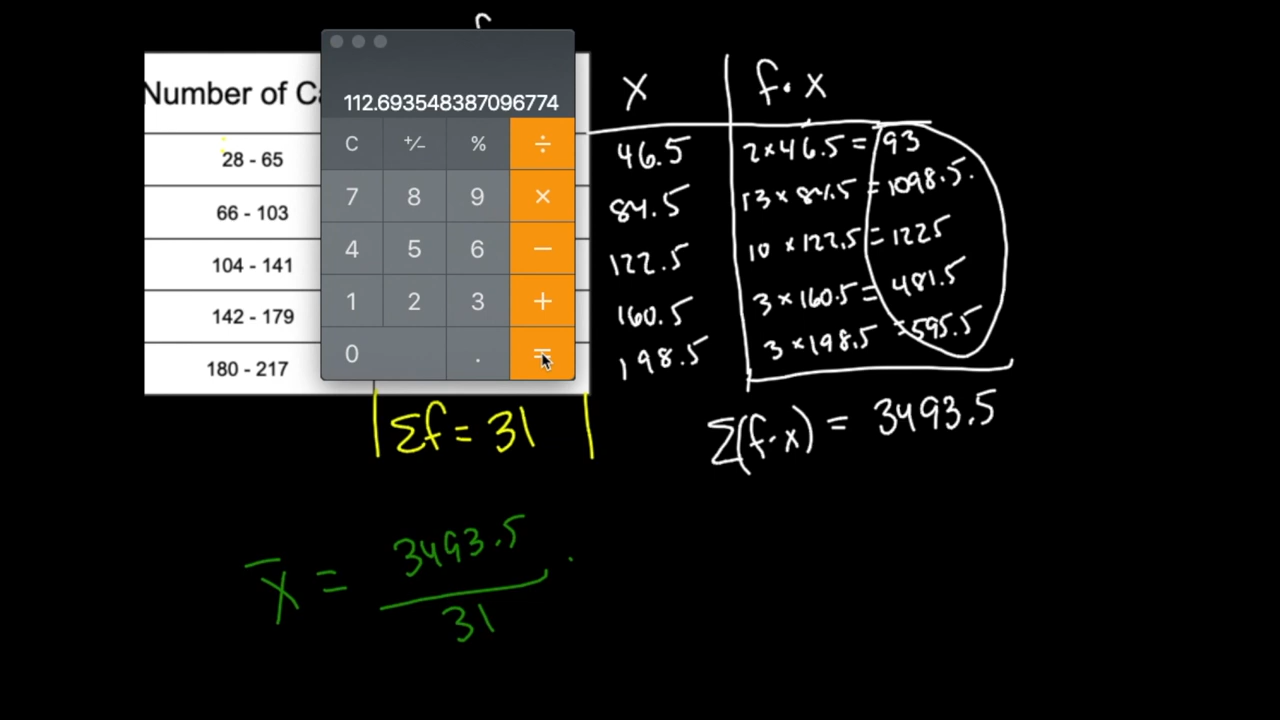 f
112.693548387096774
C +/- % ÷
7 8 9 ×
4 5 6 −
1 2 3 +
0 . =
Number of Ca
28 - 65
66 - 103
104 - 141
142 - 179
180 - 217
x f·x
46.5 2×46.5 = 93
84.5 13×84.5 = 1098.5.
122.5 10×122.5 = 1225
160.5 3×160.5 = 481.5
198.5 3×198.5 = 595.5
Σf = 31 Σ(f·x) = 3493.5
x̄ = 3493.5
31